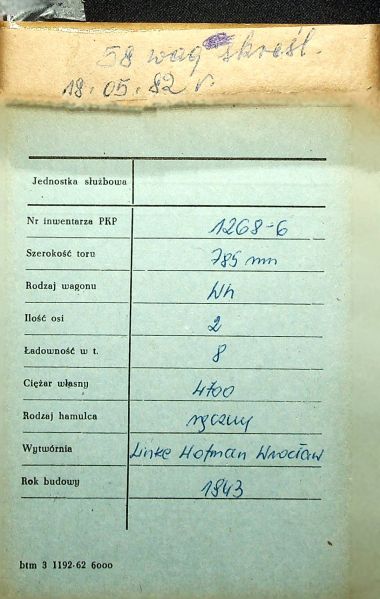 58 wag skreśl.
18.05.82 r.
Jednostka służbowa
Nr inwentarza PKP 1268-6
Szerokość toru 785 mm
Rodzaj wagonu Wh
Ilość osi 2
Ładowność w t. 8
Ciężar własny 4700
Rodzaj hamulca ręczny
Wytwórnia Linke Hofman Wrocław
Rok budowy 1943
btm 3 1192-62 6000